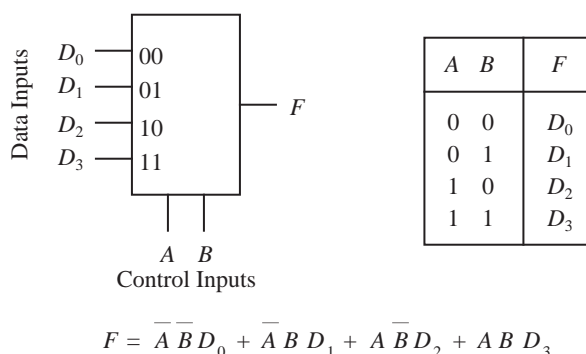 Data Inputs
D₀ 00
D₁ 01
D₂ 10
D₃ 11
F
A B
Control Inputs
A B F
0 0 D₀
0 1 D₁
1 0 D₂
1 1 D₃
F = A̅ B̅ D₀ + A̅ B D₁ + A B̅ D₂ + A B D₃